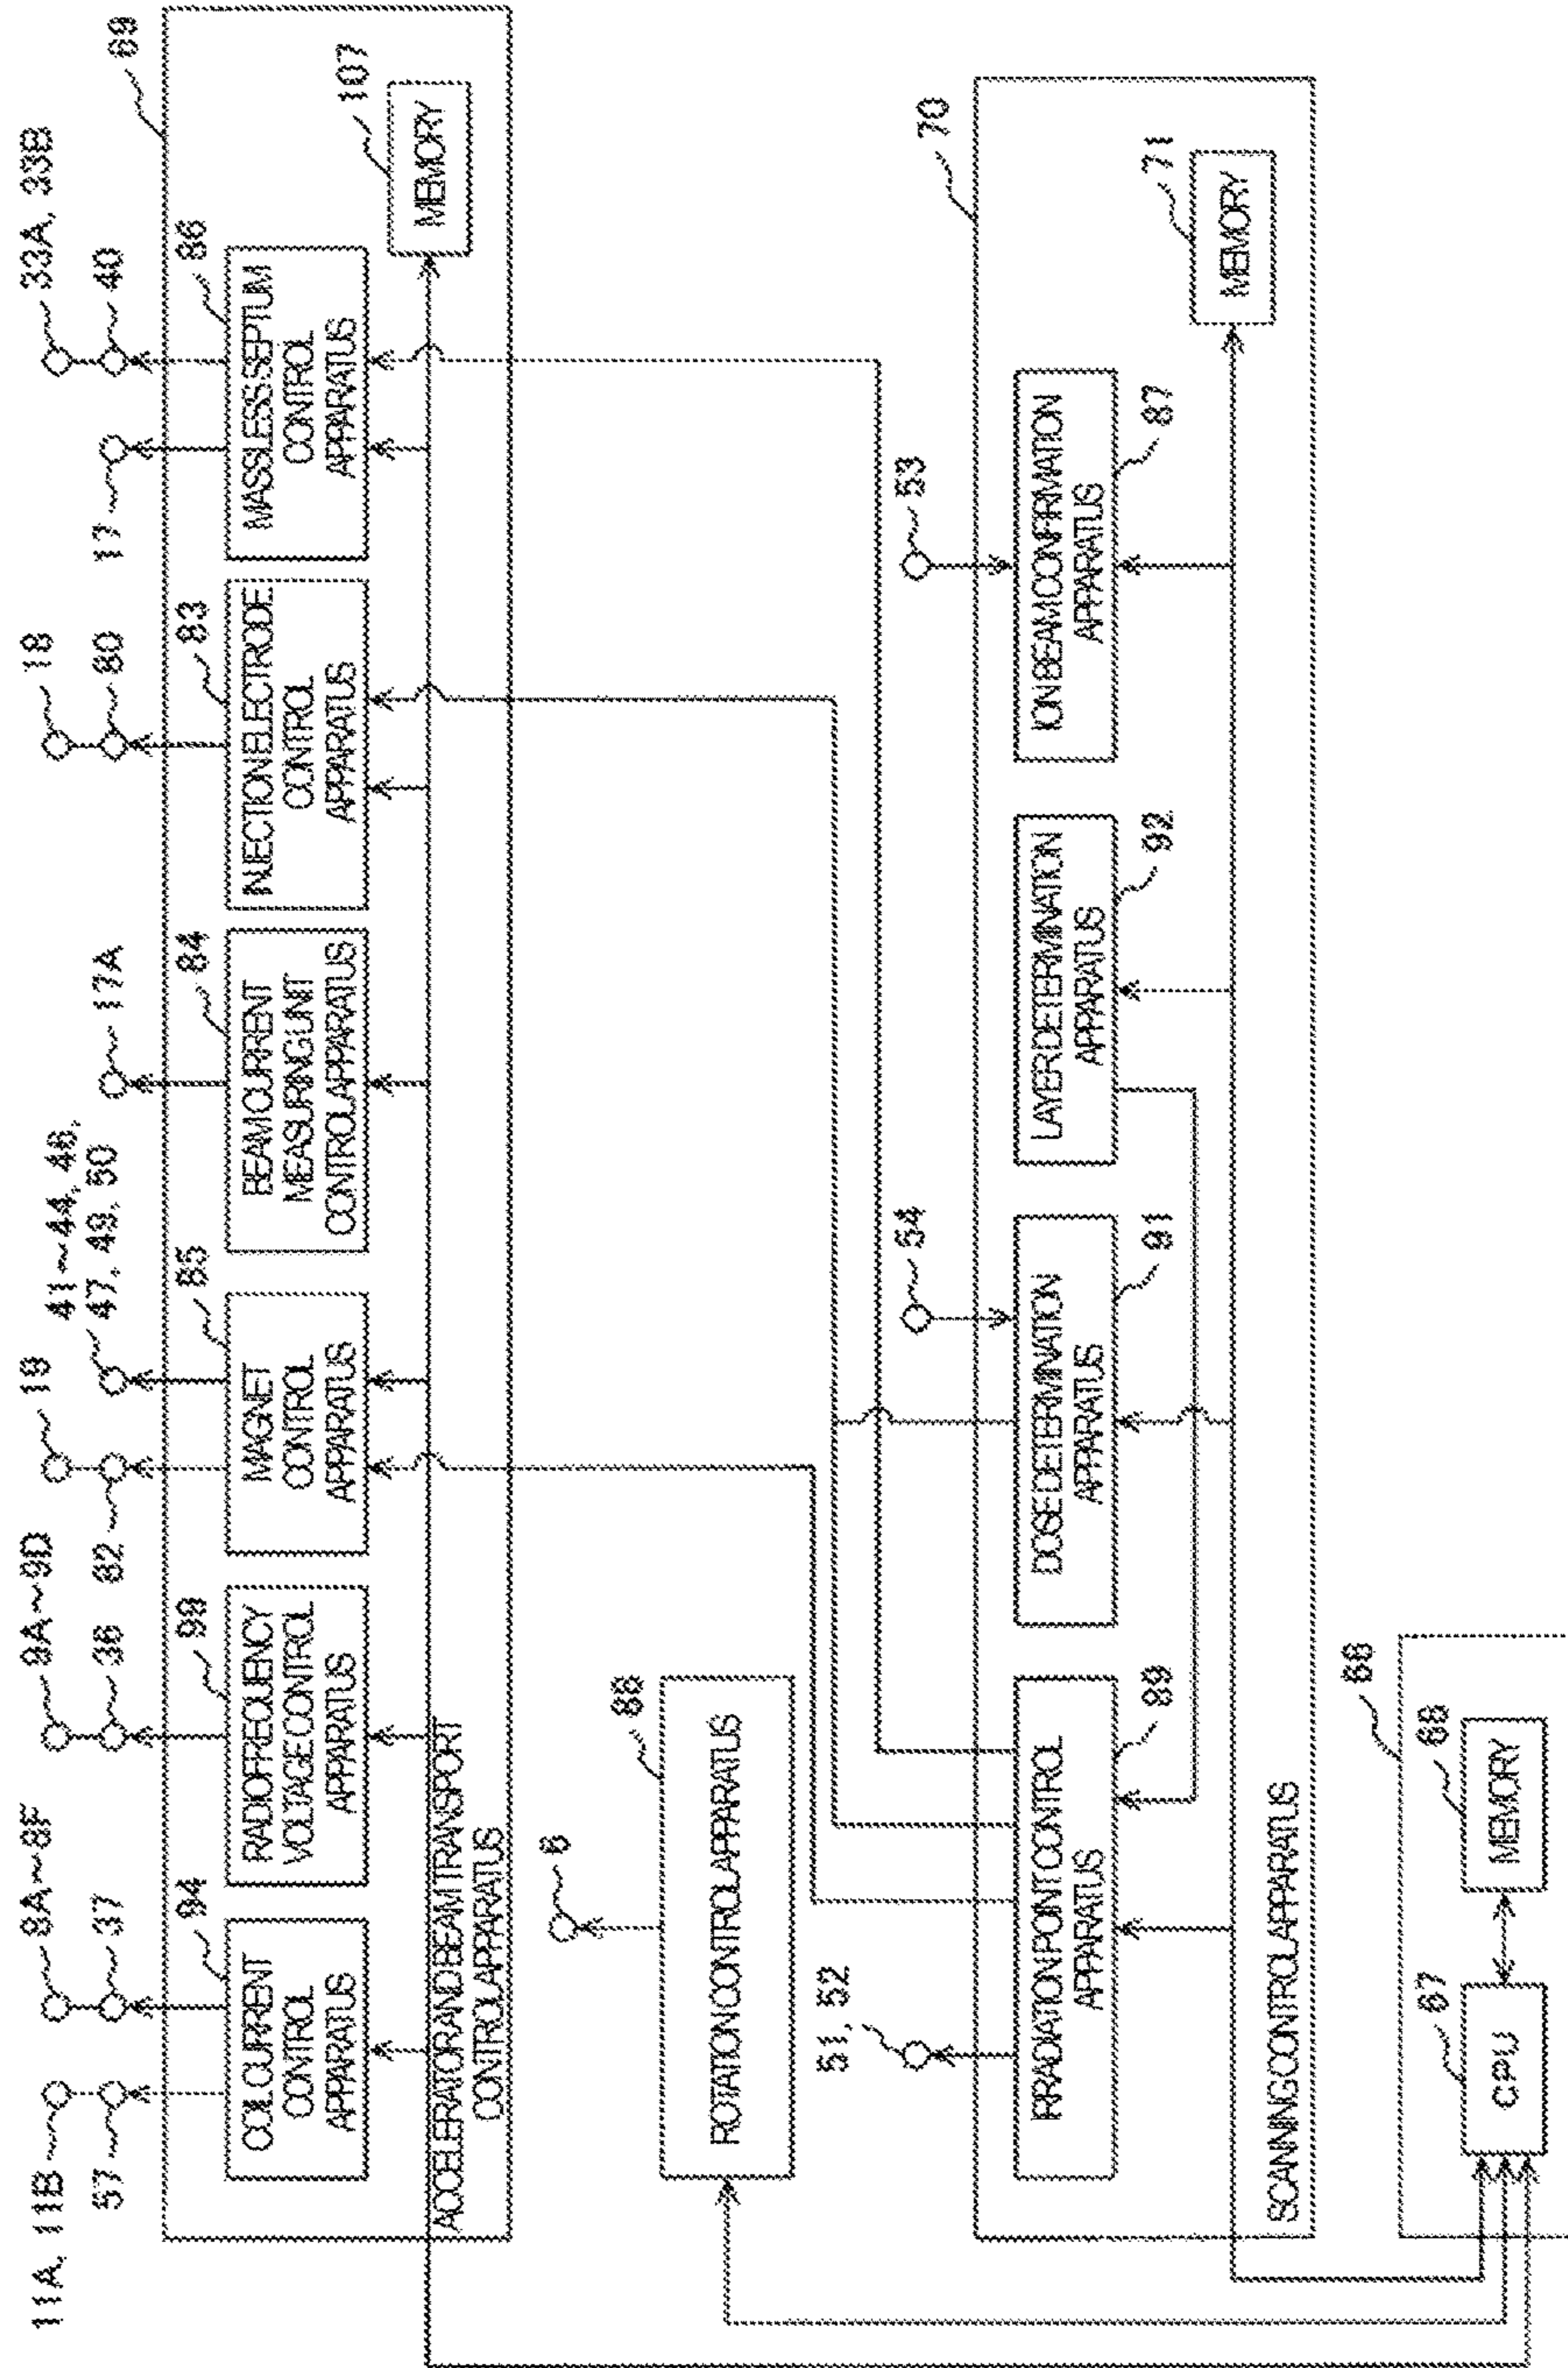 11A, 11B
57
8A~8F
37
9A~9D
36
19
82
41~44, 46,
47, 49, 50
17A
18
80
17
33A, 33B
40
69
94
COIL CURRENT
CONTROL
APPARATUS
RADIOFREQUENCY
VOLTAGE CONTROL
APPARATUS
85
MAGNET
CONTROL
APPARATUS
84
BEAM CURRENT
MEASURING UNIT
CONTROL APPARATUS
83
INJECTION ELECTRODE
CONTROL
APPARATUS
86
MASSLESS SEPTUM
CONTROL
APPARATUS
107
MEMORY
ACCELERATOR AND BEAM TRANSPORT
CONTROL APPARATUS
6
88
ROTATION CONTROL APPARATUS
51, 52
54
53
70
IRRADIATION POINT CONTROL
APPARATUS
89
DOSE DETERMINATION
APPARATUS
91
LAYER DETERMINATION
APPARATUS
92
ION BEAM CONFIRMATION
APPARATUS
87
71
MEMORY
SCANNING CONTROL APPARATUS
66
67
CPU
68
MEMORY